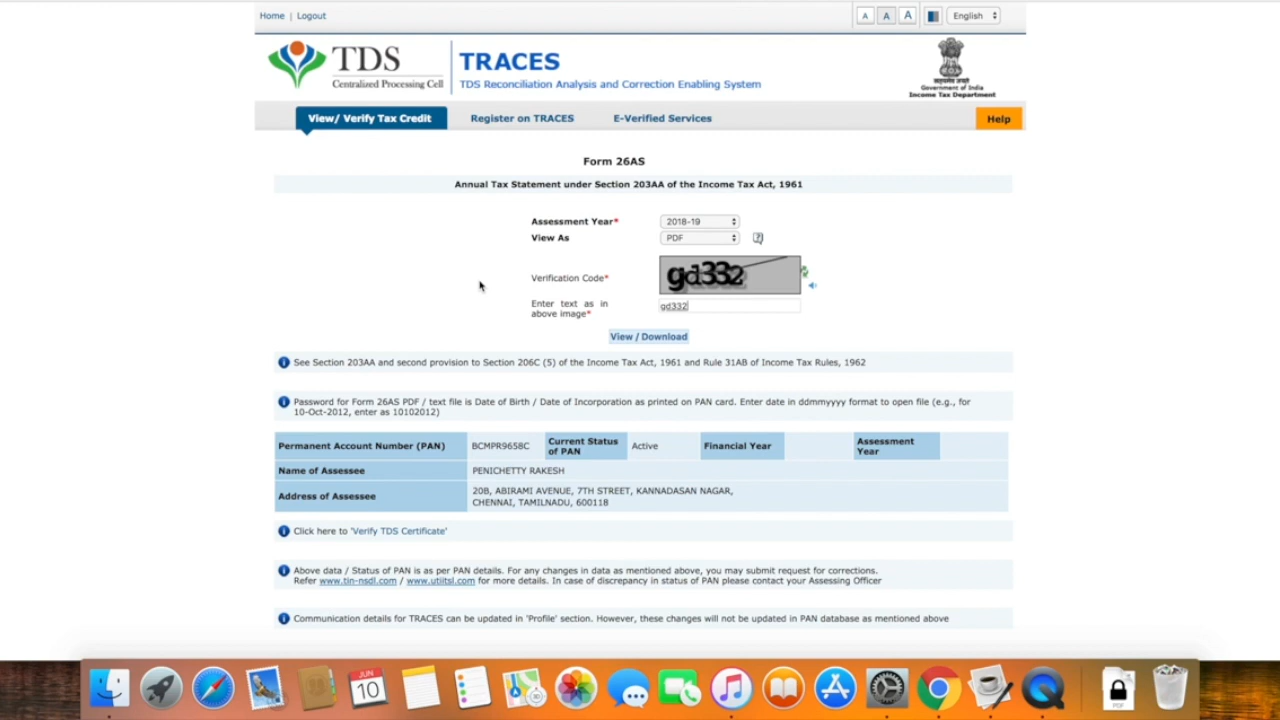 Home | Logout
A A A English
TDS
Centralized Processing Cell
TRACES
TDS Reconciliation Analysis and Correction Enabling System
सत्यमेव जयते
Government of India
Income Tax Department
View/ Verify Tax Credit Register on TRACES E-Verified Services Help
Form 26AS
Annual Tax Statement under Section 203AA of the Income Tax Act, 1961
Assessment Year* 2018-19
View As PDF ?
Verification Code* gd332
Enter text as in
above image*
gd332
View / Download
See Section 203AA and second provision to Section 206C (5) of the Income Tax Act, 1961 and Rule 31AB of Income Tax Rules, 1962
Password for Form 26AS PDF / text file is Date of Birth / Date of Incorporation as printed on PAN card. Enter date in ddmmyyyy format to open file (e.g., for
10-Oct-2012, enter as 10102012)
Permanent Account Number (PAN) BCMPR9658C Current Status of PAN Active Financial Year Assessment Year
Name of Assessee PENICHETTY RAKESH
Address of Assessee 20B, ABIRAMI AVENUE, 7TH STREET, KANNADASAN NAGAR,
CHENNAI, TAMILNADU, 600118
Click here to 'Verify TDS Certificate'
Above data / Status of PAN is as per PAN details. For any changes in data as mentioned above, you may submit request for corrections.
Refer www.tin-nsdl.com / www.utiitsl.com for more details. In case of discrepancy in status of PAN please contact your Assessing Officer
Communication details for TRACES can be updated in 'Profile' section. However, these changes will not be updated in PAN database as mentioned above
JUN
10
PDF